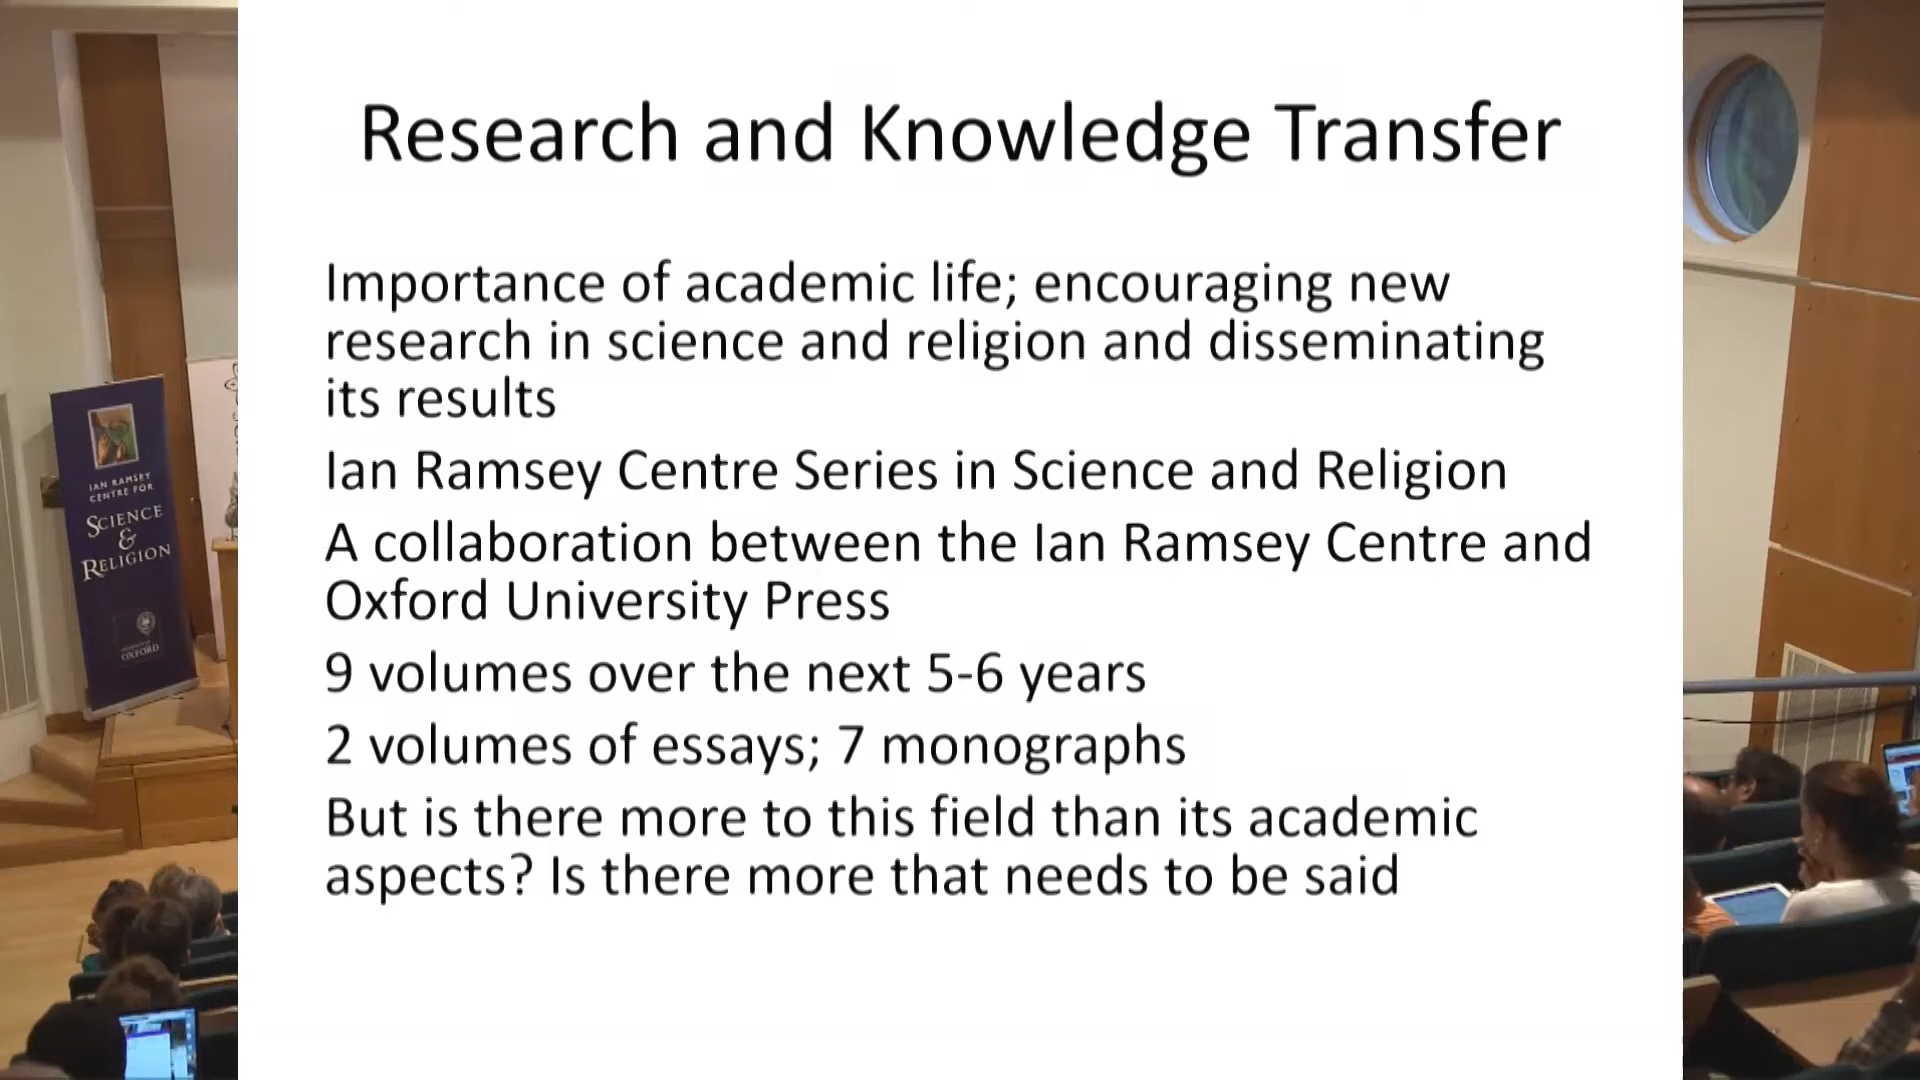 Research and Knowledge Transfer
Importance of academic life; encouraging new
research in science and religion and disseminating
its results
Ian Ramsey Centre Series in Science and Religion
A collaboration between the Ian Ramsey Centre and
Oxford University Press
9 volumes over the next 5-6 years
2 volumes of essays; 7 monographs
But is there more to this field than its academic
aspects? Is there more that needs to be said
IAN RAMSEY
CENTRE FOR
SCIENCE
&
RELIGION
OXFORD